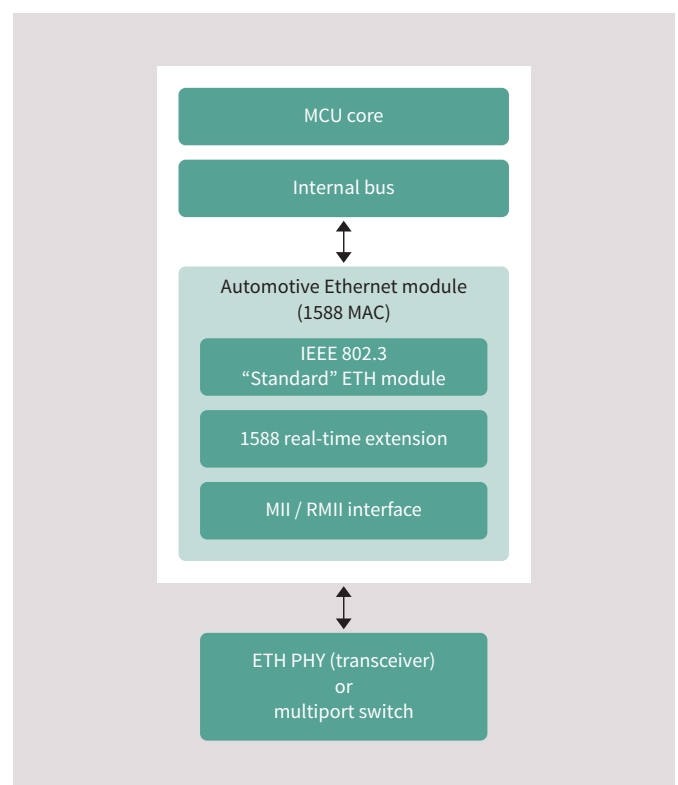 MCU core
Internal bus
Automotive Ethernet module
(1588 MAC)
IEEE 802.3
“Standard” ETH module
1588 real-time extension
MII / RMII interface
ETH PHY (transceiver)
or
multiport switch